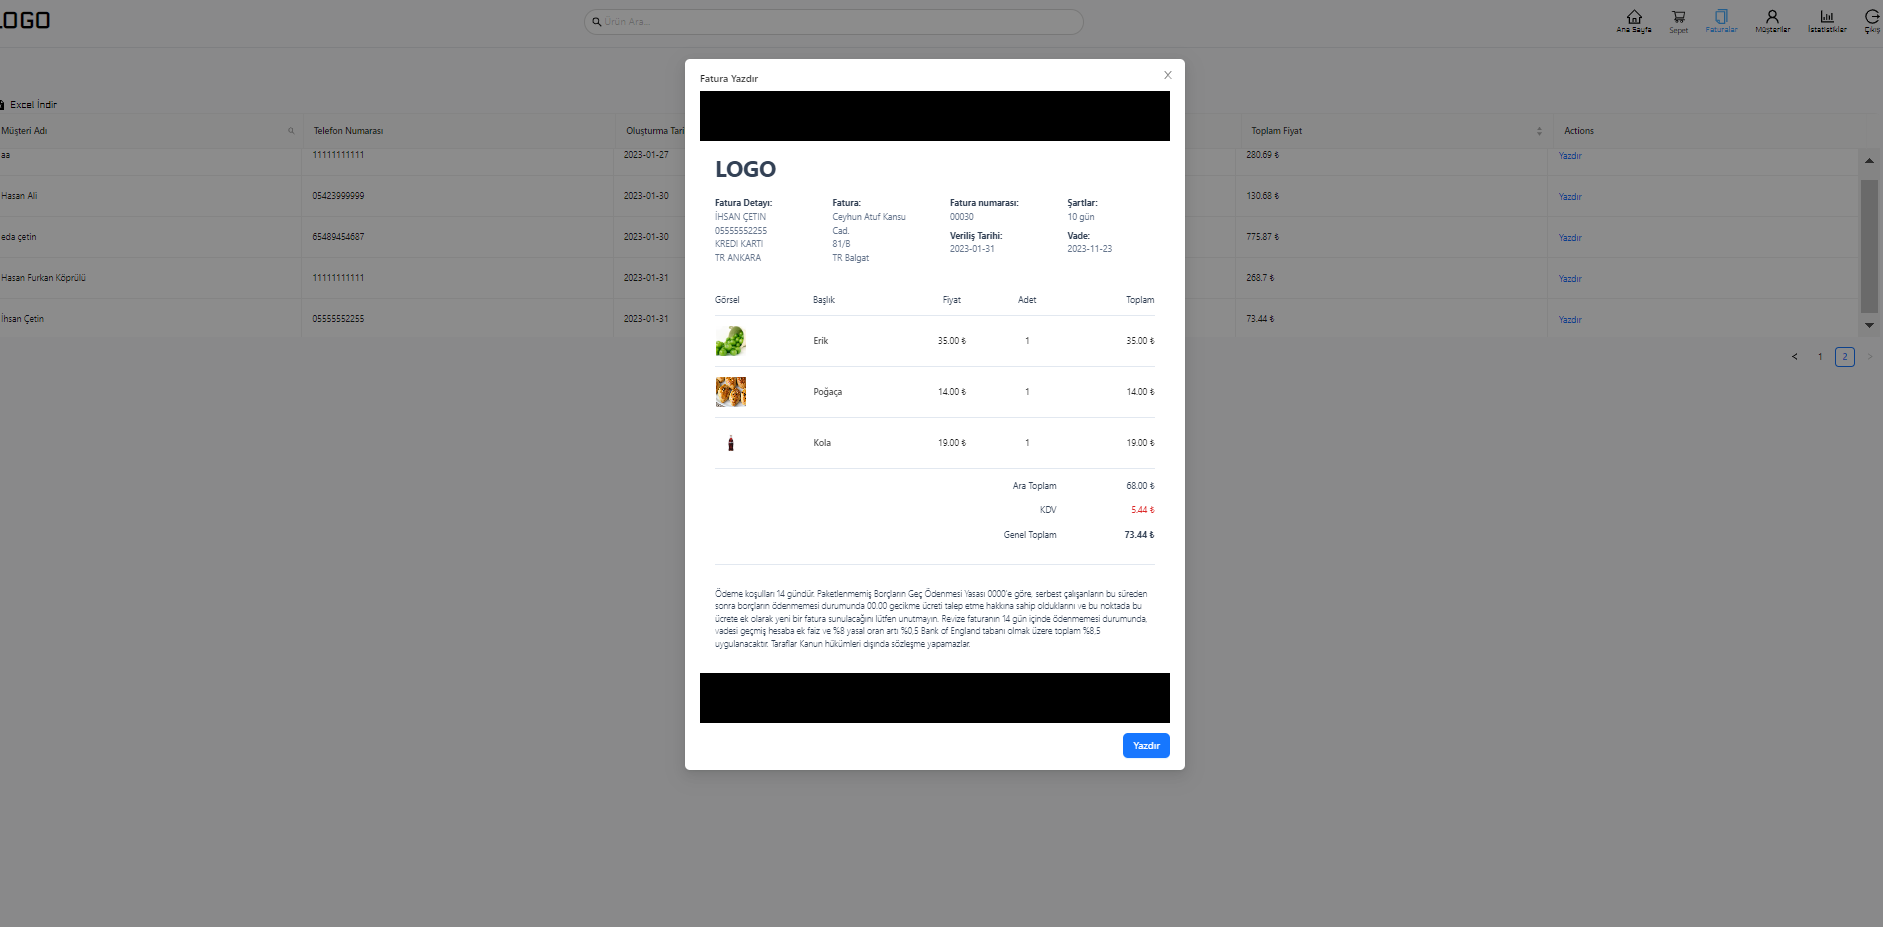 LOGO
Ürün Ara...
Ana Sayfa
Sepet
Faturalar
Müşteriler
İstatistikler
Çıkış
Excel İndir
Müşteri Adı
Telefon Numarası
Oluşturma Tari
Toplam Fiyat
Actions
aa
11111111111
2023-01-27
280.69 ₺
Yazdır
Hasan Ali
05423999999
2023-01-30
130.68 ₺
Yazdır
eda çetin
65489454687
2023-01-30
775.87 ₺
Yazdır
Hasan Furkan Köprülü
11111111111
2023-01-31
268.7 ₺
Yazdır
İhsan Çetin
05555552255
2023-01-31
73.44 ₺
Yazdır
< 1 2 >
Fatura Yazdır
LOGO
Fatura Detayı:
İHSAN ÇETIN
05555552255
KREDI KARTI
TR ANKARA
Fatura:
Ceyhun Atuf Kansu
Cad.
81/B
TR Balgat
Fatura numarası:
00030
Veriliş Tarihi:
2023-01-31
Şartlar:
10 gün
Vade:
2023-11-23
Görsel Başlık Fiyat Adet Toplam
Erik 35.00 ₺ 1 35.00 ₺
Poğaça 14.00 ₺ 1 14.00 ₺
Kola 19.00 ₺ 1 19.00 ₺
Ara Toplam 68.00 ₺
KDV 5.44 ₺
Genel Toplam 73.44 ₺
Ödeme koşulları 14 gündür. Paketlenmemiş Borçların Geç Ödenmesi Yasası 0000'e göre, serbest çalışanların bu süreden
sonra borçların ödenmemesi durumunda 00.00 gecikme ücreti talep etme hakkına sahip olduklarını ve bu noktada bu
ücrete ek olarak yeni bir fatura sunulacağını lütfen unutmayın. Revize faturanın 14 gün içinde ödenmemesi durumunda,
vadesi geçmiş hesaba ek faiz ve %8 yasal oran artı %0,5 Bank of England tabanı olmak üzere toplam %8,5
uygulanacaktır. Taraflar Kanun hükümleri dışında sözleşme yapamazlar.
Yazdır